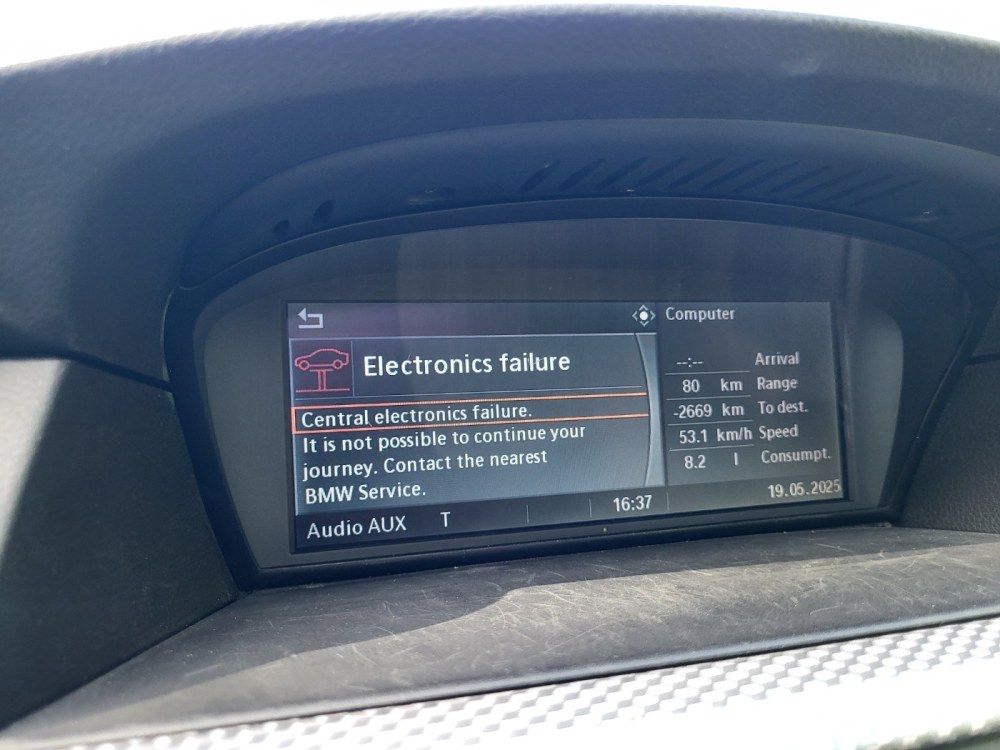 Electronics failure
Central electronics failure.
It is not possible to continue your
journey. Contact the nearest
BMW Service.
Computer
--:-- Arrival
80 km Range
-2669 km To dest.
53.1 km/h Speed
8.2 l Consumpt.
Audio AUX T 16:37 19.05.2025